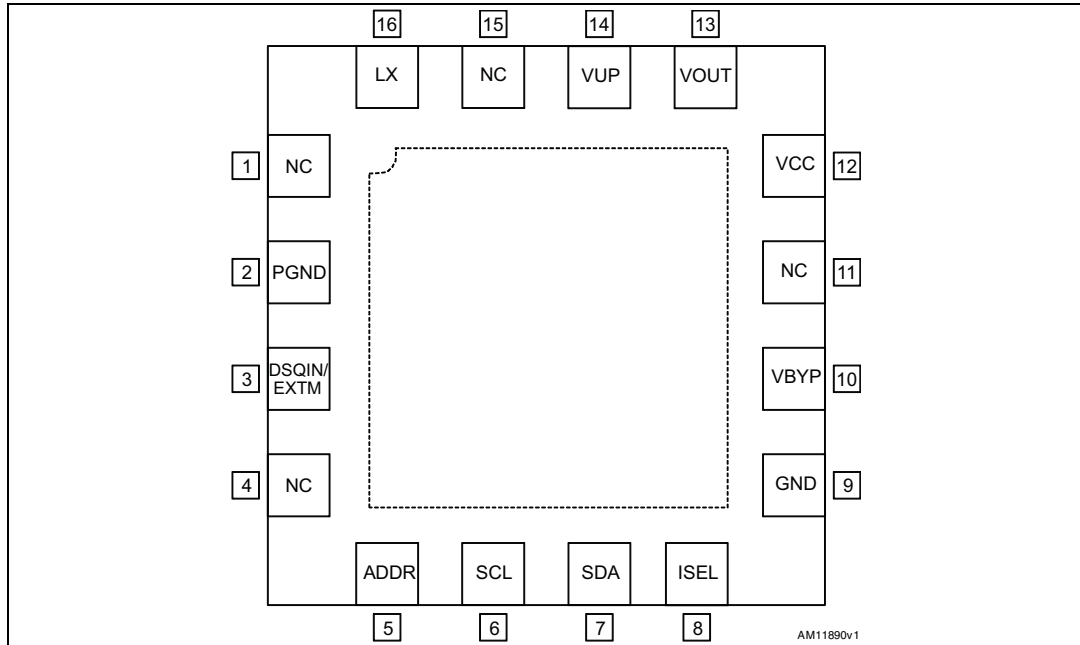 16 15 14 13
LX NC VUP VOUT
1 NC VCC 12
2 PGND NC 11
3 DSQIN/
EXTM VBYP 10
4 NC GND 9
ADDR SCL SDA ISEL
5 6 7 8
AM11890v1